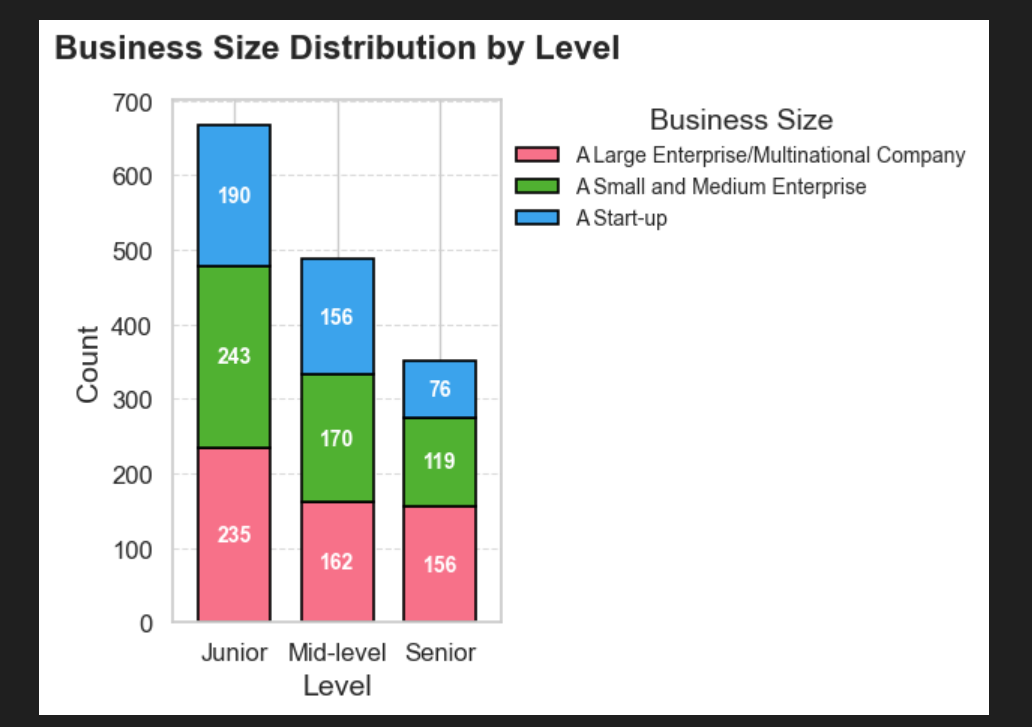 Business Size Distribution by Level
700
600
500
400
300
200
100
0
Count
190
243
235
156
170
162
76
119
156
Junior Mid-level Senior
Level
Business Size
A Large Enterprise/Multinational Company
A Small and Medium Enterprise
A Start-up